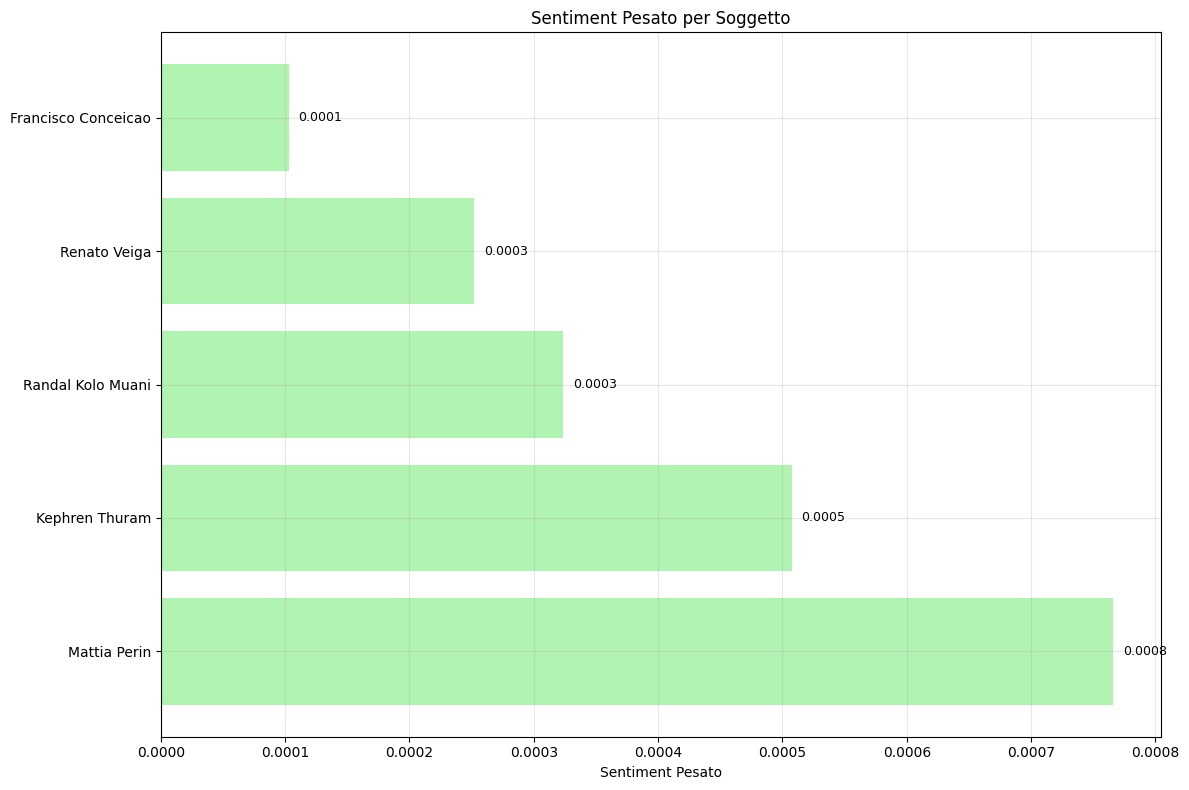 Sentiment Pesato per Soggetto
Francisco Conceicao
0.0001
Renato Veiga
0.0003
Randal Kolo Muani
0.0003
Kephren Thuram
0.0005
Mattia Perin
0.0008
0.0000 0.0001 0.0002 0.0003 0.0004 0.0005 0.0006 0.0007 0.0008
Sentiment Pesato